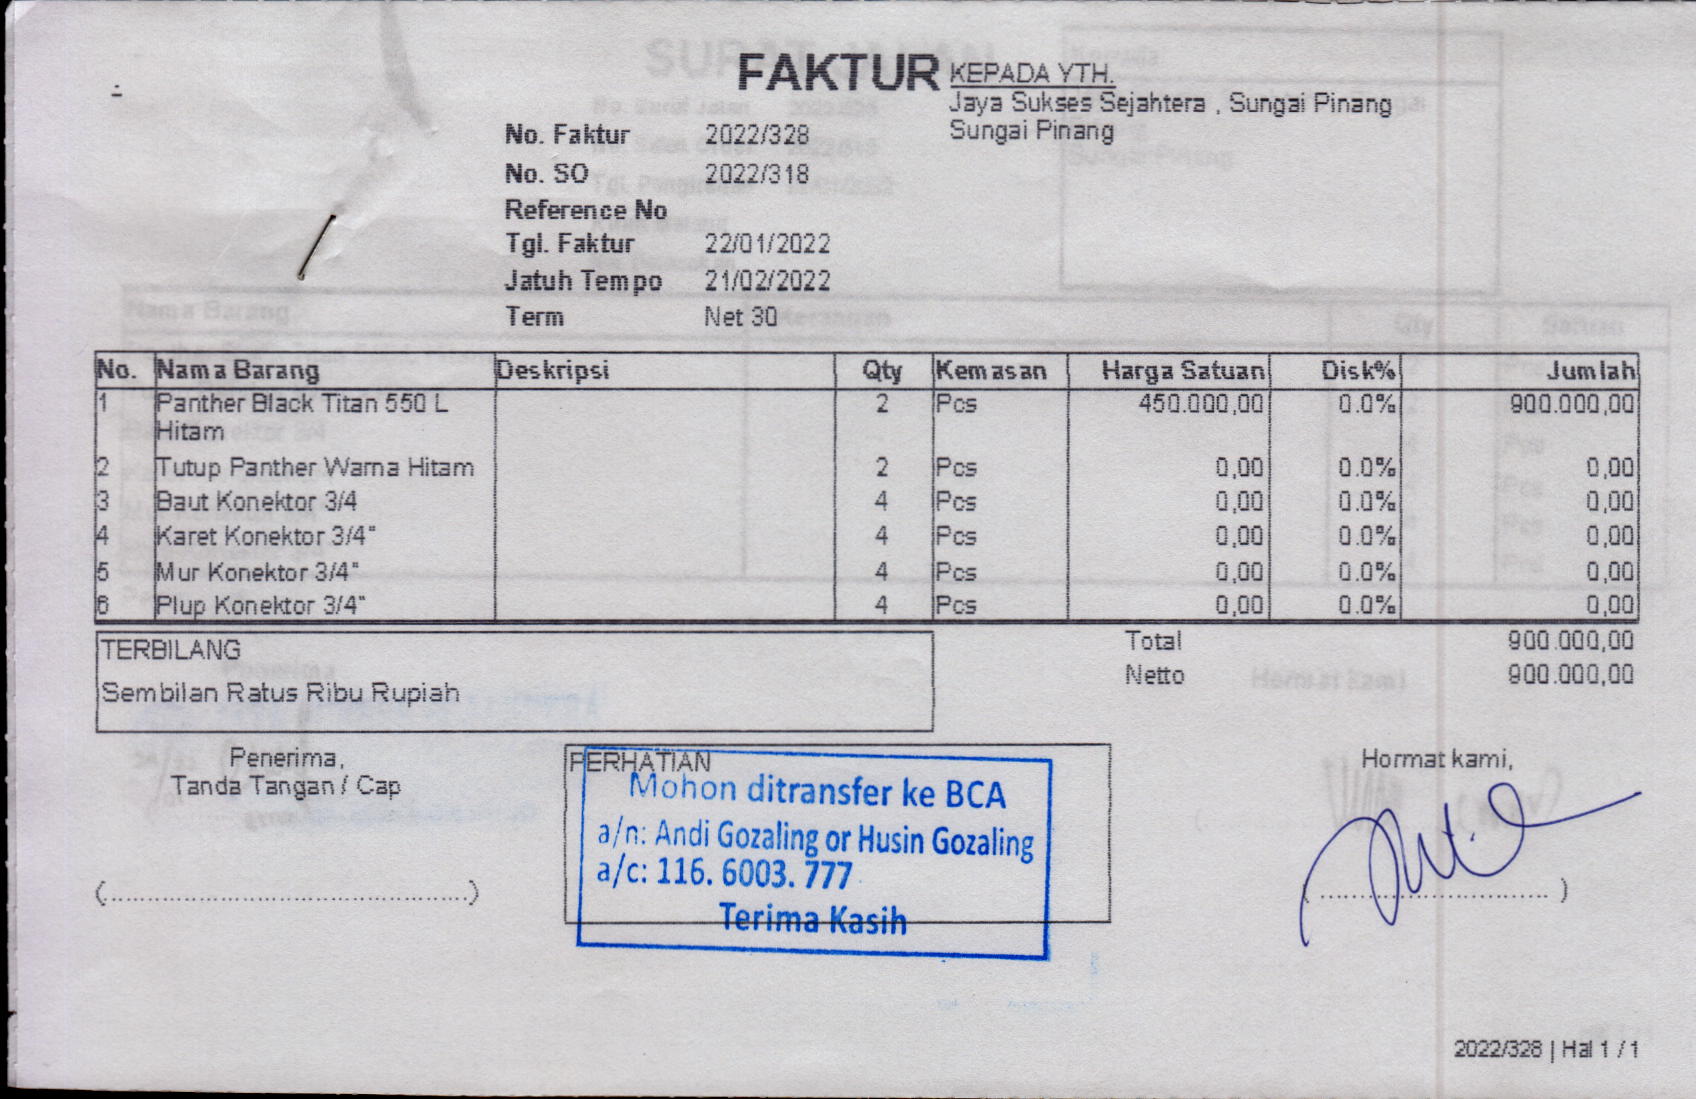 FAKTUR
KEPADA YTH.
Jaya Sukses Sejahtera , Sungai Pinang
Sungai Pinang
No. Faktur 2022/328
No. SO 2022/318
Reference No
Tgl. Faktur 22/01/2022
Jatuh Tempo 21/02/2022
Term Net 30
No. Nama Barang Deskripsi Qty Kemasan Harga Satuan Disk% Jumlah
1 Panther Black Titan 550 L 2 Pcs 450.000,00 0.0% 900.000,00
Hitam
2 Tutup Panther Warna Hitam 2 Pcs 0,00 0.0% 0,00
3 Baut Konektor 3/4 4 Pcs 0,00 0.0% 0,00
4 Karet Konektor 3/4" 4 Pcs 0,00 0.0% 0,00
5 Mur Konektor 3/4" 4 Pcs 0,00 0.0% 0,00
6 Plup Konektor 3/4" 4 Pcs 0,00 0.0% 0,00
TERBILANG
Sembilan Ratus Ribu Rupiah
Total 900.000,00
Netto 900.000,00
Penerima,
Tanda Tangan / Cap
(..............................................)
PERHATIAN
Mohon ditransfer ke BCA
a/n: Andi Gozaling or Husin Gozaling
a/c: 116. 6003. 777
Terima Kasih
Hormat kami,
( ............................. )
2022/328 | Hal 1 / 1